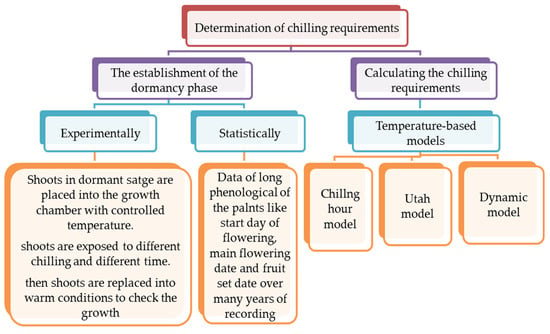 Determination of chilling requirements
The establishment of the
dormancy phase
Calculating the chilling
requirements
Experimentally
Statistically
Temperature-based
models
Shoots in dormant satge are
placed into the growth
chamber with controlled
temperature.
shoots are exposed to different
chilling and different time.
then shoots are replaced into
warm conditions to check the
growth
Data of long
phenological of
the palnts like
start day of
flowering,
main flowering
date and fruit
set date over
many years of
recording
Chillng
hour
model
Utah
model
Dynamic
model